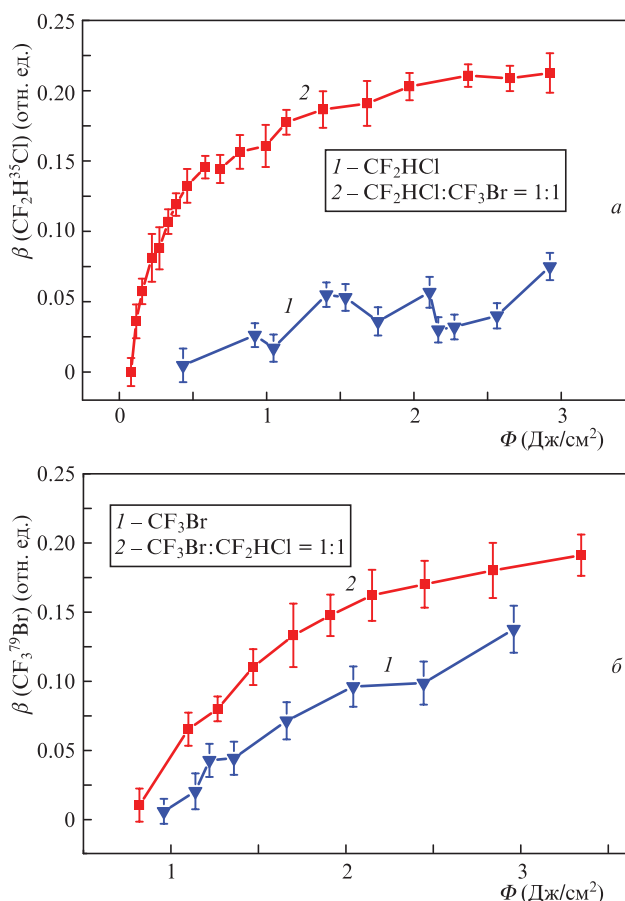 β (CF₂H³⁵Cl) (отн. ед.)
0.25
0.20
0.15
0.10
0.05
0
2
1 – CF₂HCl
2 – CF₂HCl:CF₃Br = 1:1
а
1
0 1 2 3
Φ (Дж/см²)
β (CF₃⁷⁹Br) (отн. ед.)
0.25
0.20
0.15
0.10
0.05
0
1 – CF₃Br
2 – CF₃Br:CF₂HCl = 1:1
2
1
б
1 2 3
Φ (Дж/см²)